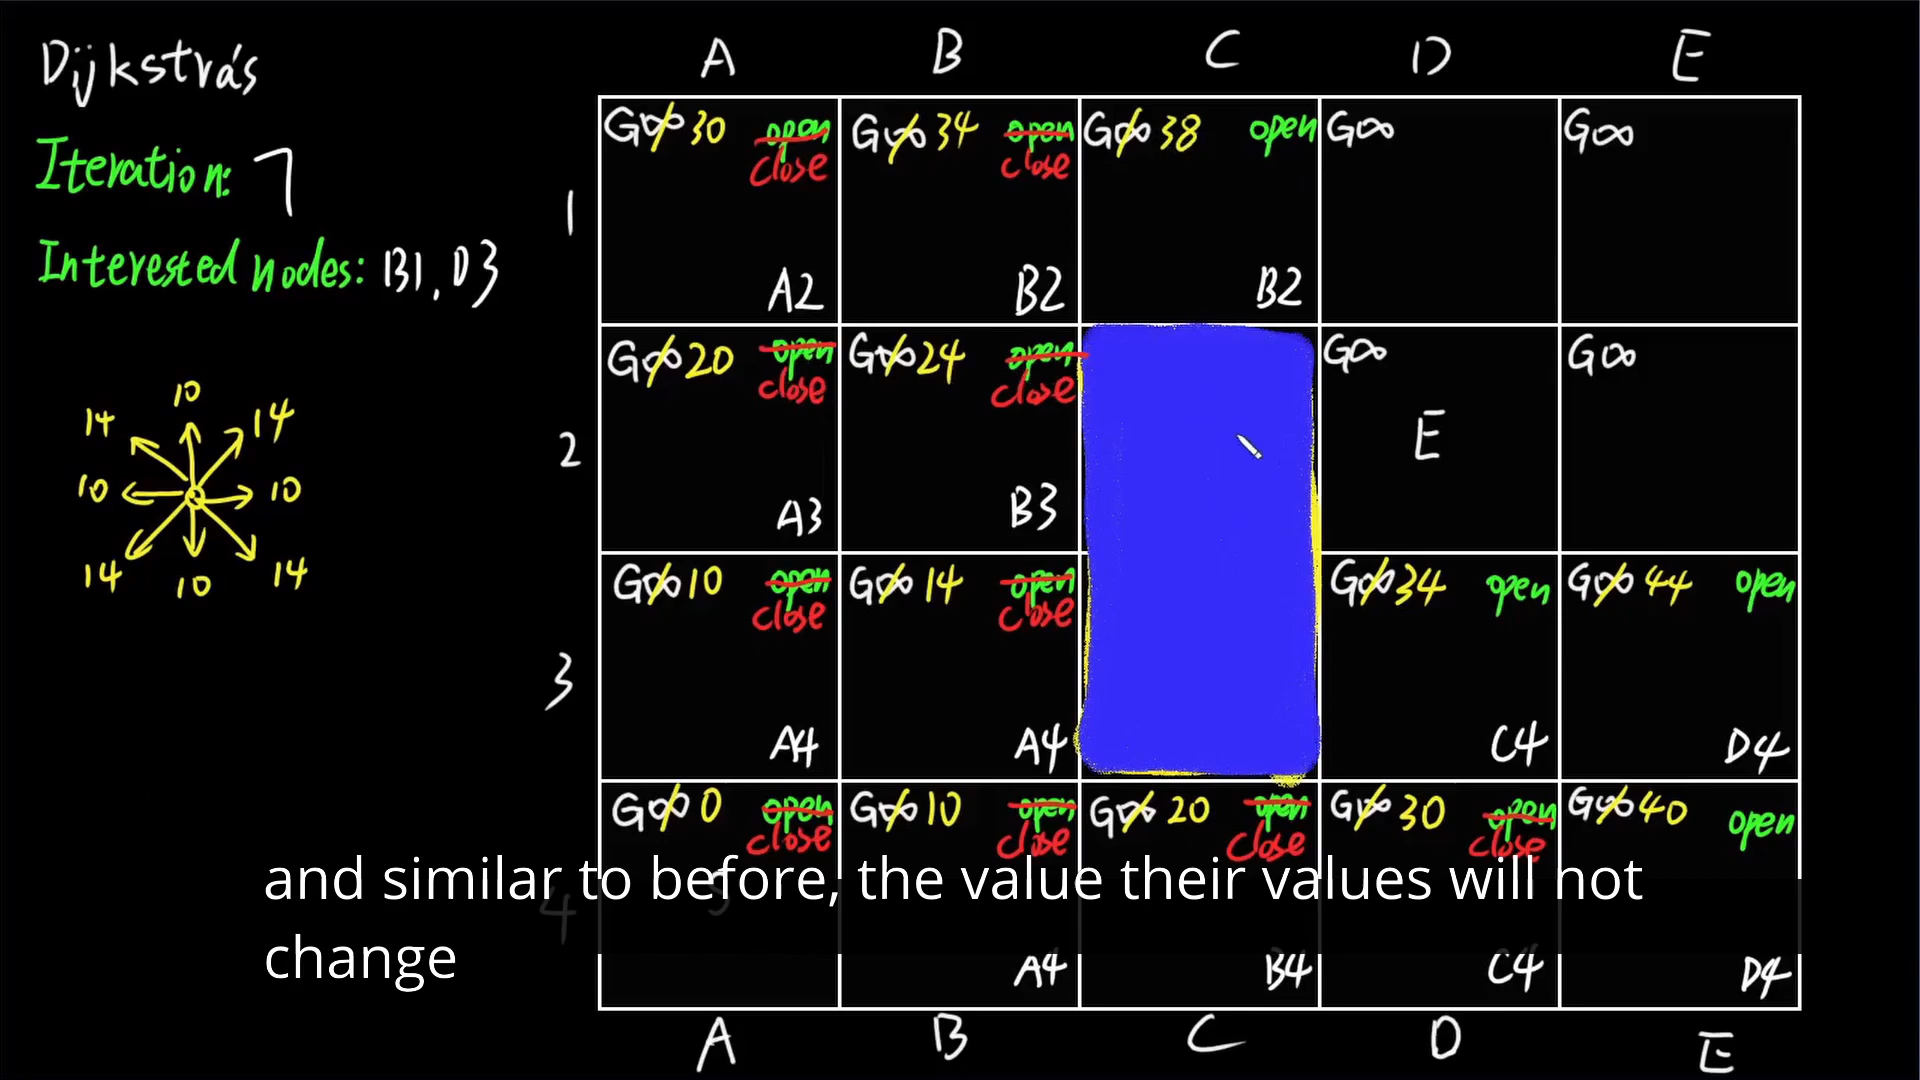 Dijkstra's
Iteration: 7
Interested nodes: B1, D3
10
14 14
10 10
14 10 14
A B C D E
1
G∞ 30 open close A2
G∞ 34 open close B2
G∞ 38 open B2
G∞
G∞
2
G∞ 20 open close A3
G∞ 24 open close B3
G∞ E
G∞
3
G∞ 10 open close A4
G∞ 14 open close A4
G∞ 34 open C4
G∞ 44 open D4
4
G∞ 0 open close S
G∞ 10 open close A4
G∞ 20 open close B4
G∞ 30 open close C4
G∞ 40 open D4
and similar to before, the value their values will not
change
A B C D E